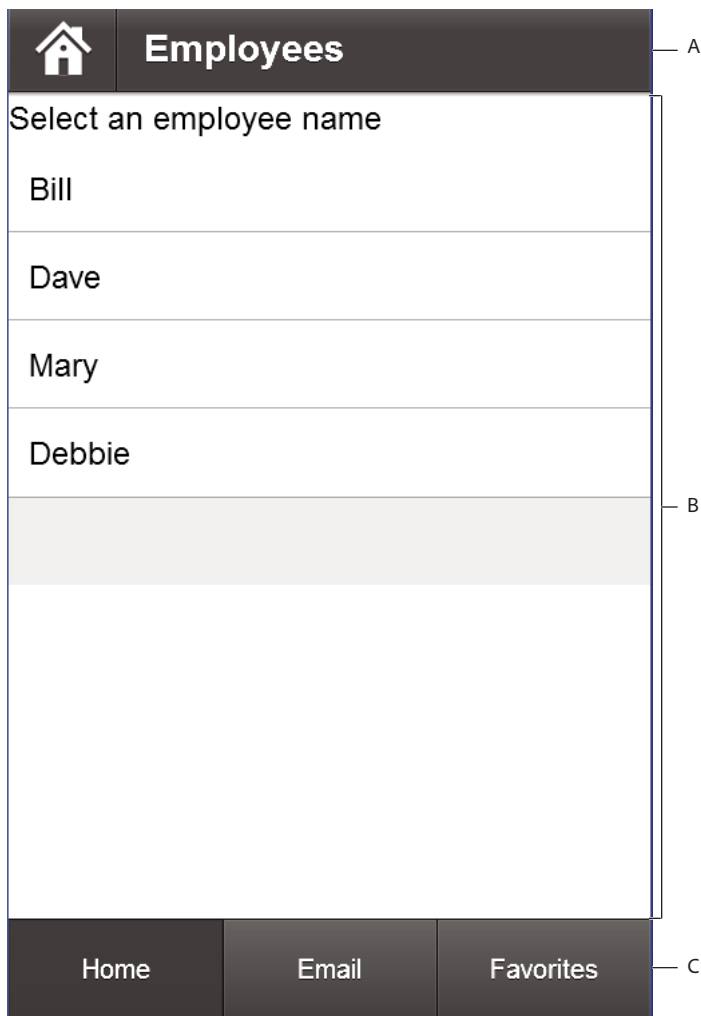 Employees
A
Select an employee name
Bill
Dave
Mary
Debbie
B
Home Email Favorites
C